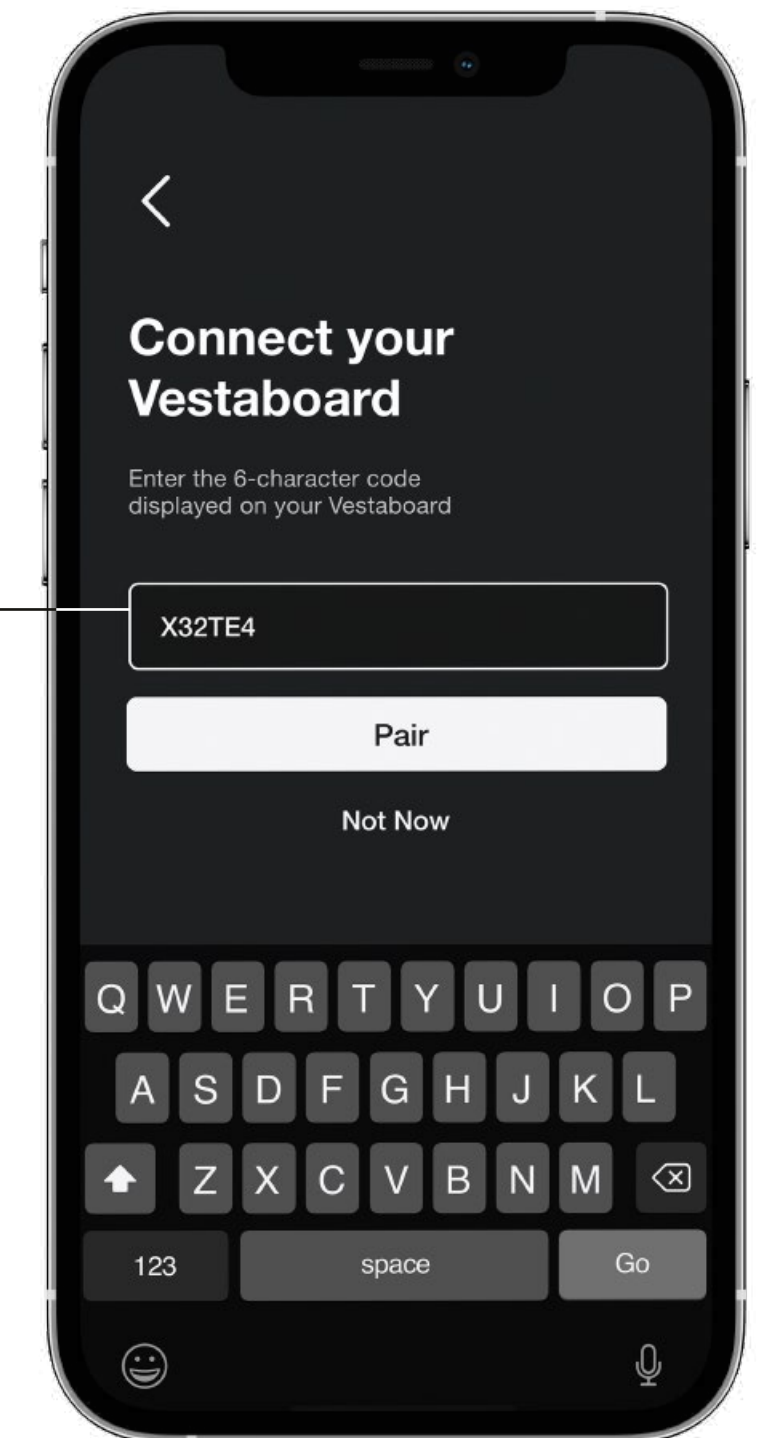 Connect your
Vestaboard
Enter the 6-character code
displayed on your Vestaboard
X32TE4
Pair
Not Now
Q W E R T Y U I O P
A S D F G H J K L
Z X C V B N M
123 space Go